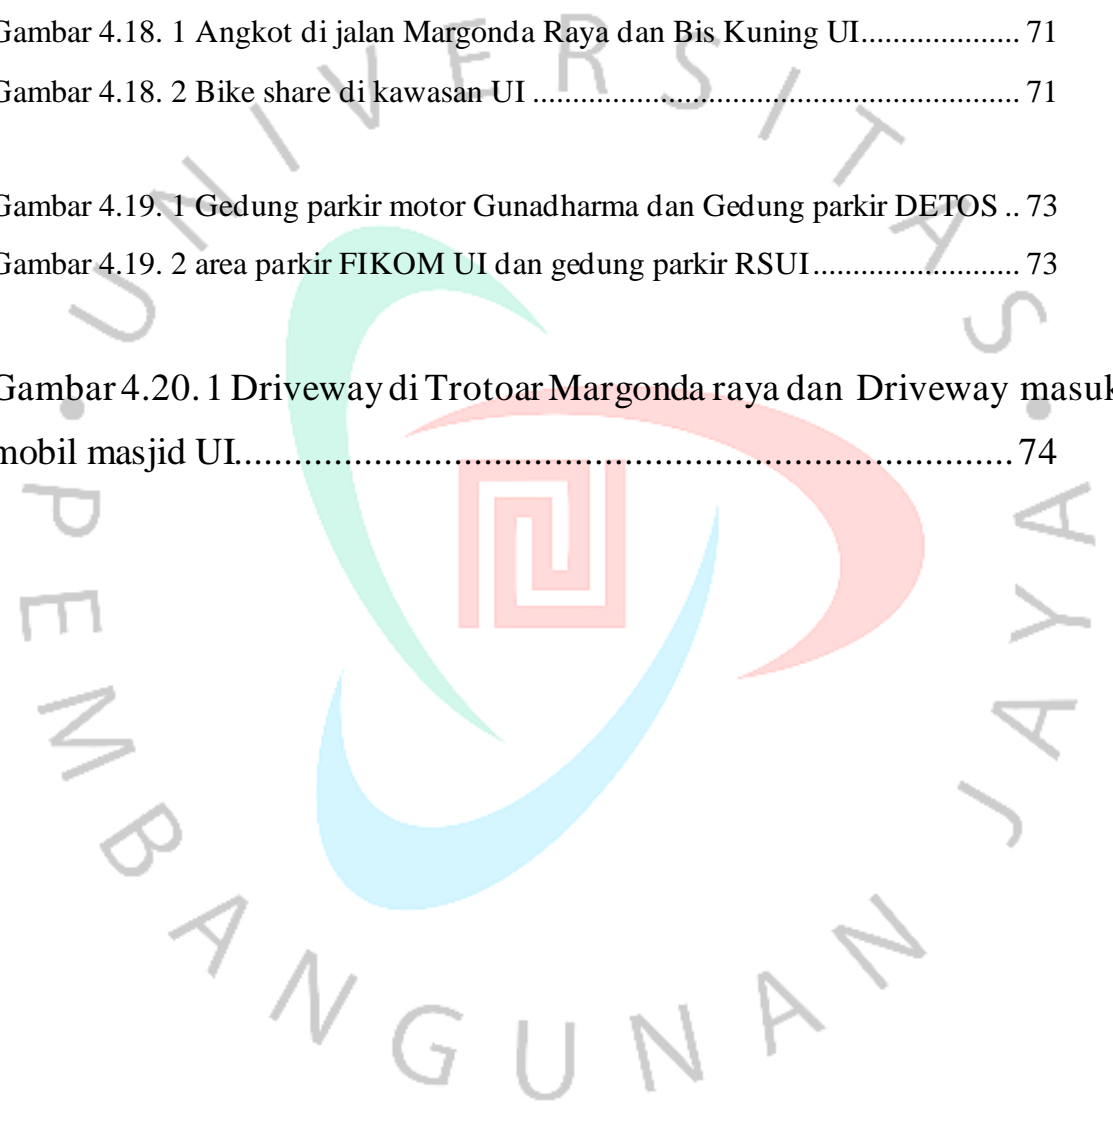 Gambar 4.18. 1 Angkot di jalan Margonda Raya dan Bis Kuning UI.................... 71
Gambar 4.18. 2 Bike share di kawasan UI ............................................................... 71
Gambar 4.19. 1 Gedung parkir motor Gunadharma dan Gedung parkir DETOS .. 73
Gambar 4.19. 2 area parkir FIKOM UI dan gedung parkir RSUI.......................... 73
Gambar 4.20. 1 Driveway di Trotoar Margonda raya dan Driveway masuk
mobil masjid UI............................................................................... 74
UNIVERSITAS PEMBANGUNAN JAYA